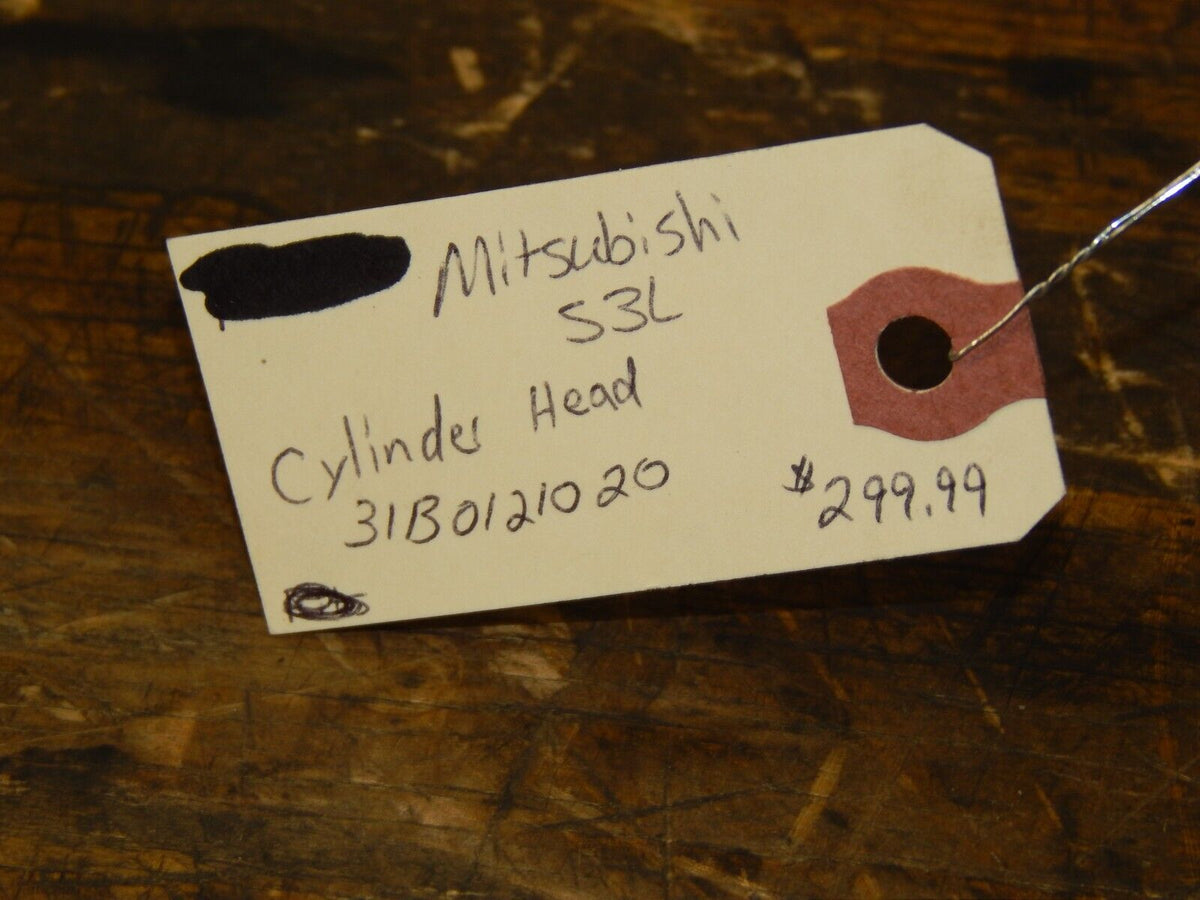 Mitsubishi
S3L
Cylinder Head
31B0121020
$299.99